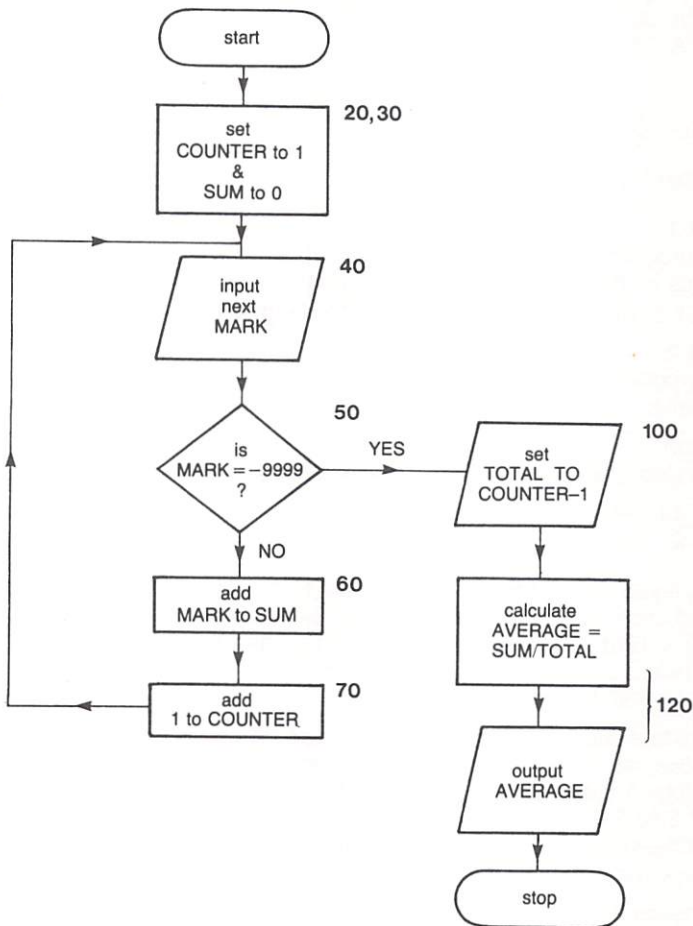 start
20,30
set
COUNTER to 1
&
SUM to 0
40
input
next
MARK
50
is
MARK = −9999
?
YES
NO
60
add
MARK to SUM
70
add
1 to COUNTER
100
set
TOTAL TO
COUNTER−1
calculate
AVERAGE =
SUM/TOTAL
120
output
AVERAGE
stop